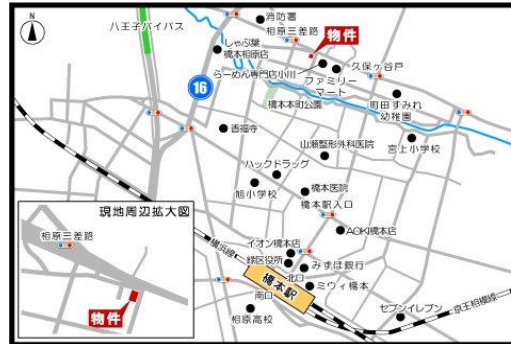 N
八王子バイパス
消防署
相原三差路
物件
しゃぶ葉
橋本相原店
らーめん専門店小川
久保ヶ谷戸
ファミリー
マート
16
橋本本町公園
町田すみれ
幼稚園
香福寺
山瀬整形外科医院
宮上小学校
ハックドラッグ
旭小学校
橋本医院
橋本駅入口
AOKI橋本店
現地周辺拡大図
相原三差路
物件
横浜線
イオン橋本店
緑区役所
北口
みずほ銀行
橋本駅
ミウィ橋本
南口
相原高校
セブンイレブン
京王相模線